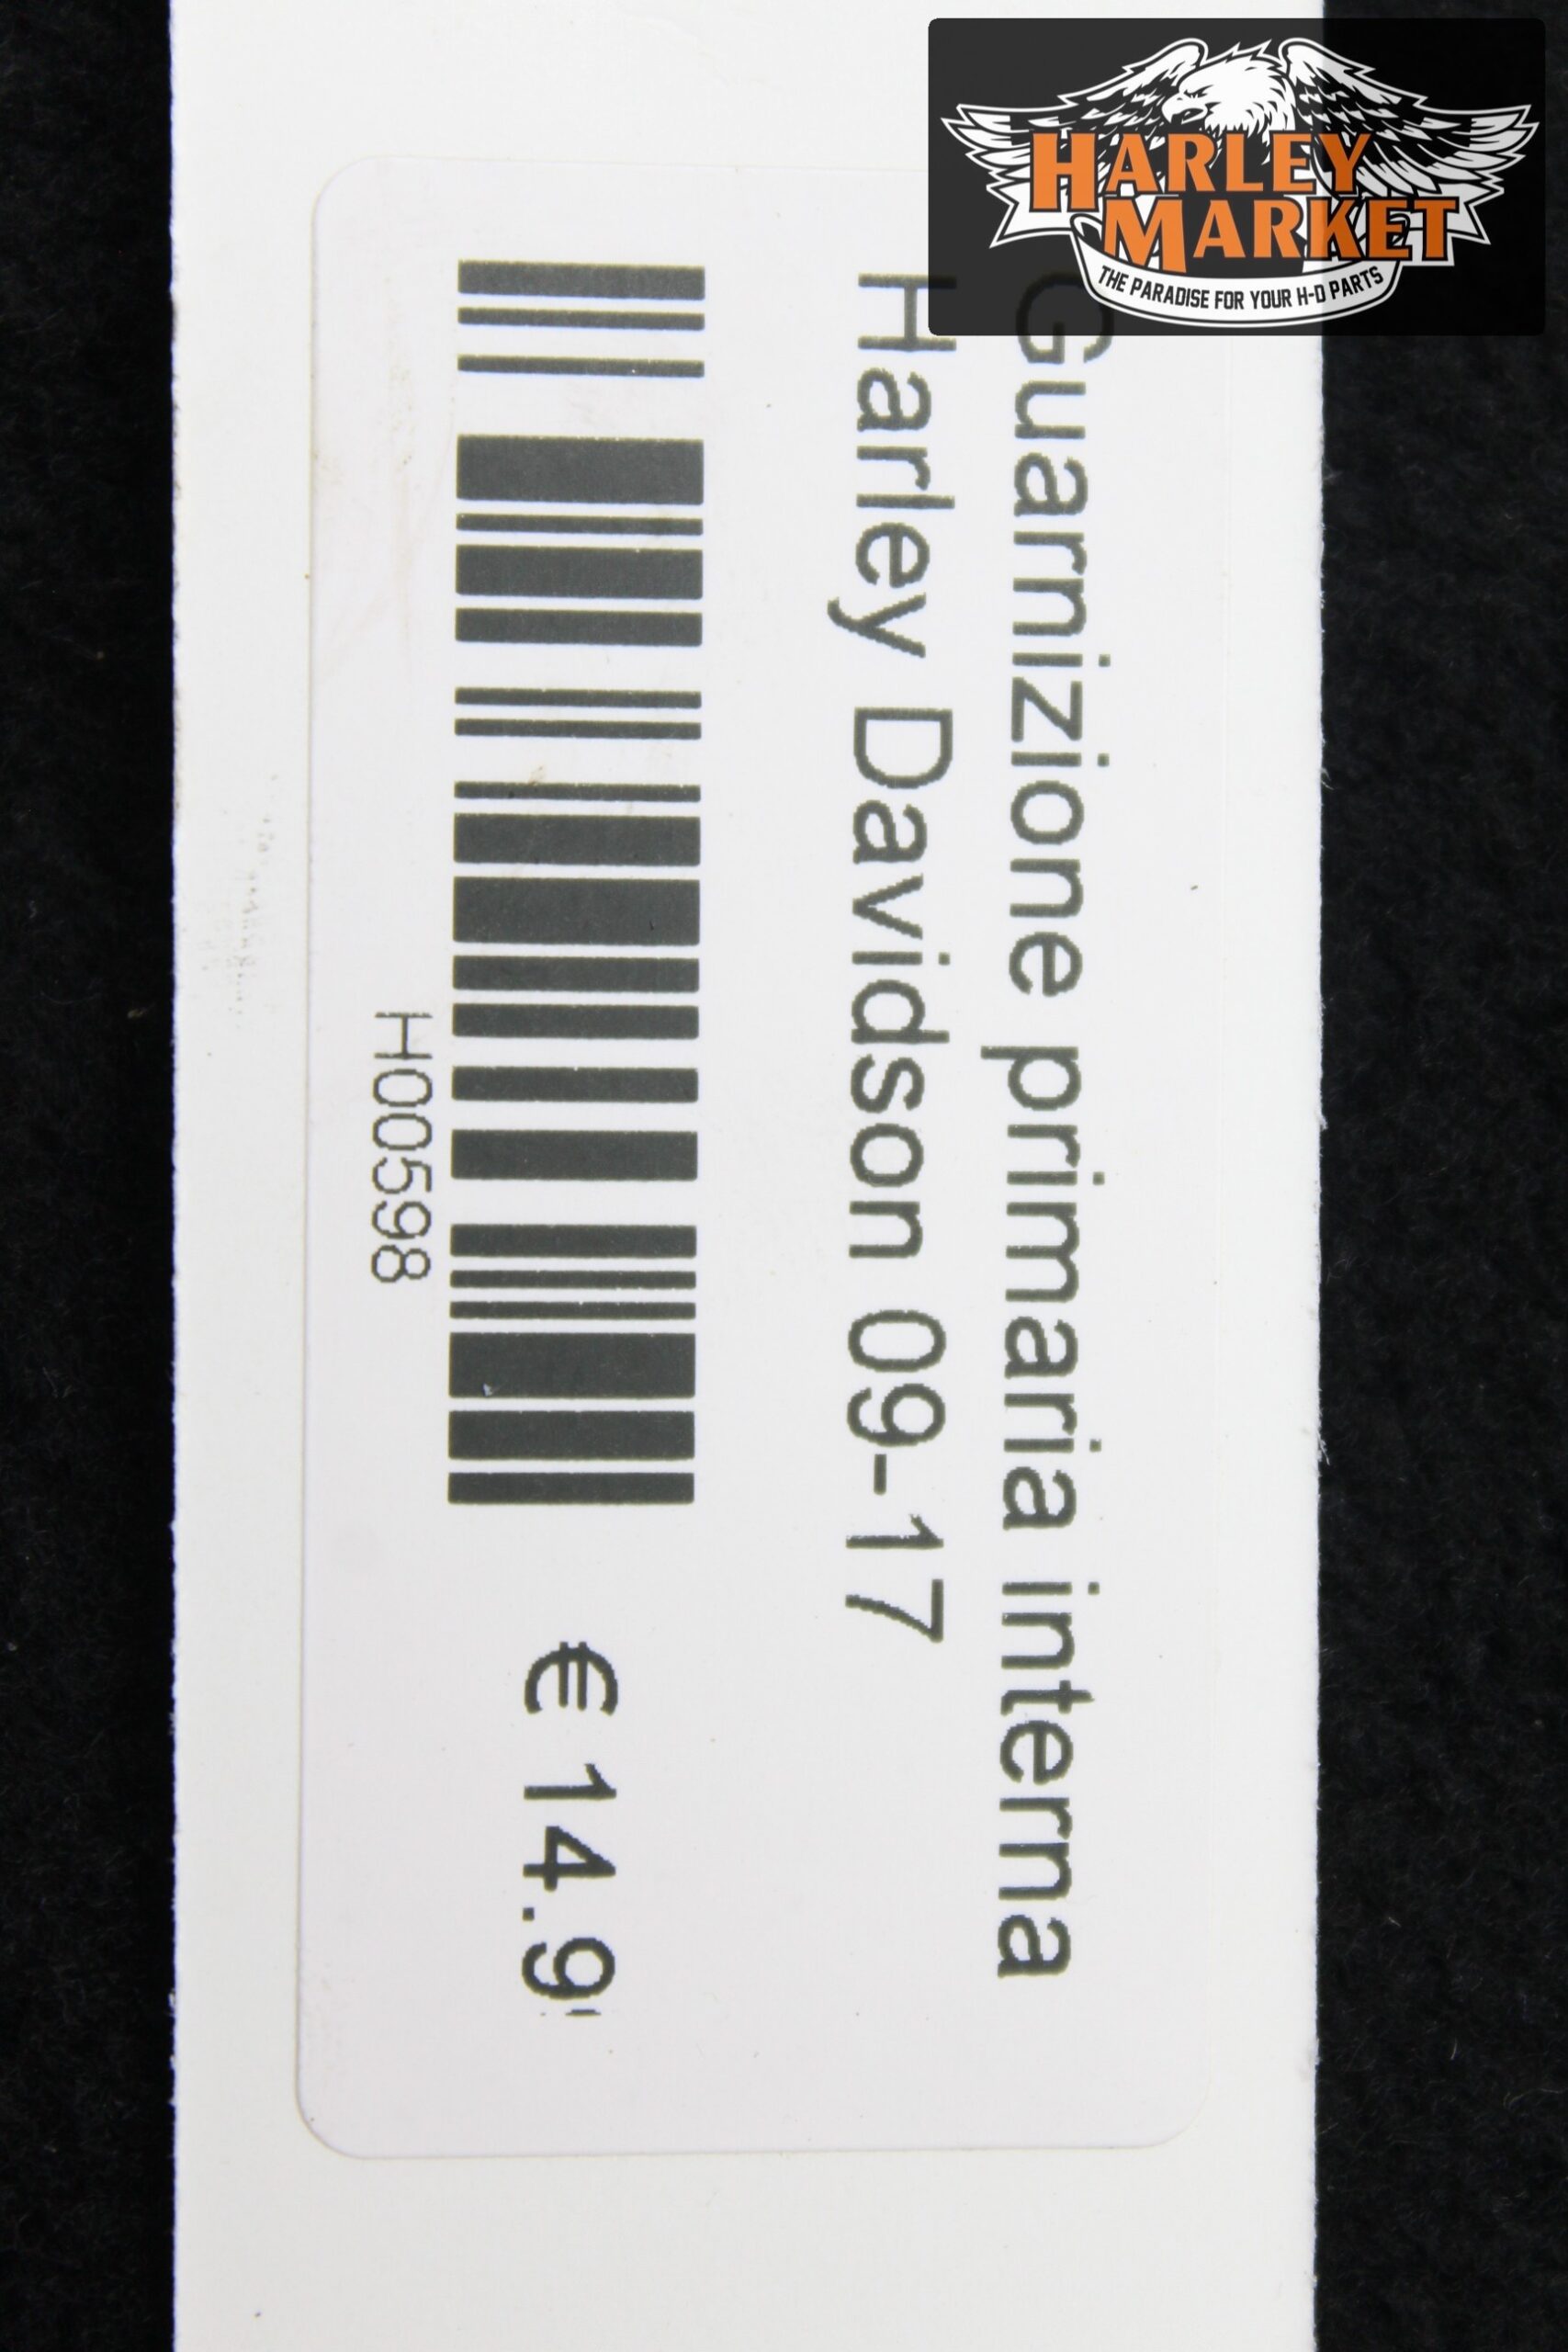 HARLEY
MARKET
THE PARADISE FOR YOUR H-D PARTS
Guarnizione primaria interna
Harley Davidson 09-17
H00598
€ 14.9